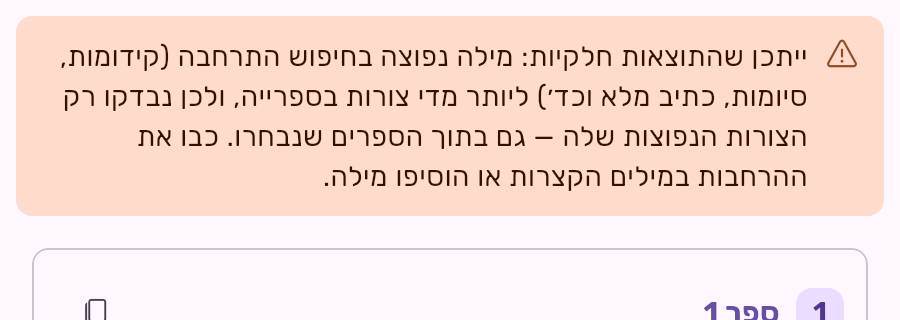 ייתכן שהתוצאות חלקיות: מילה נפוצה בחיפוש התרחבה (קידומות,
סיומות, כתיב מלא וכד׳) ליותר מדי צורות בספרייה, ולכן נבדקו רק
הצורות הנפוצות שלה – גם בתוך הספרים שנבחרו. כבו את
ההרחבות במילים הקצרות או הוסיפו מילה.
1 ספר 1